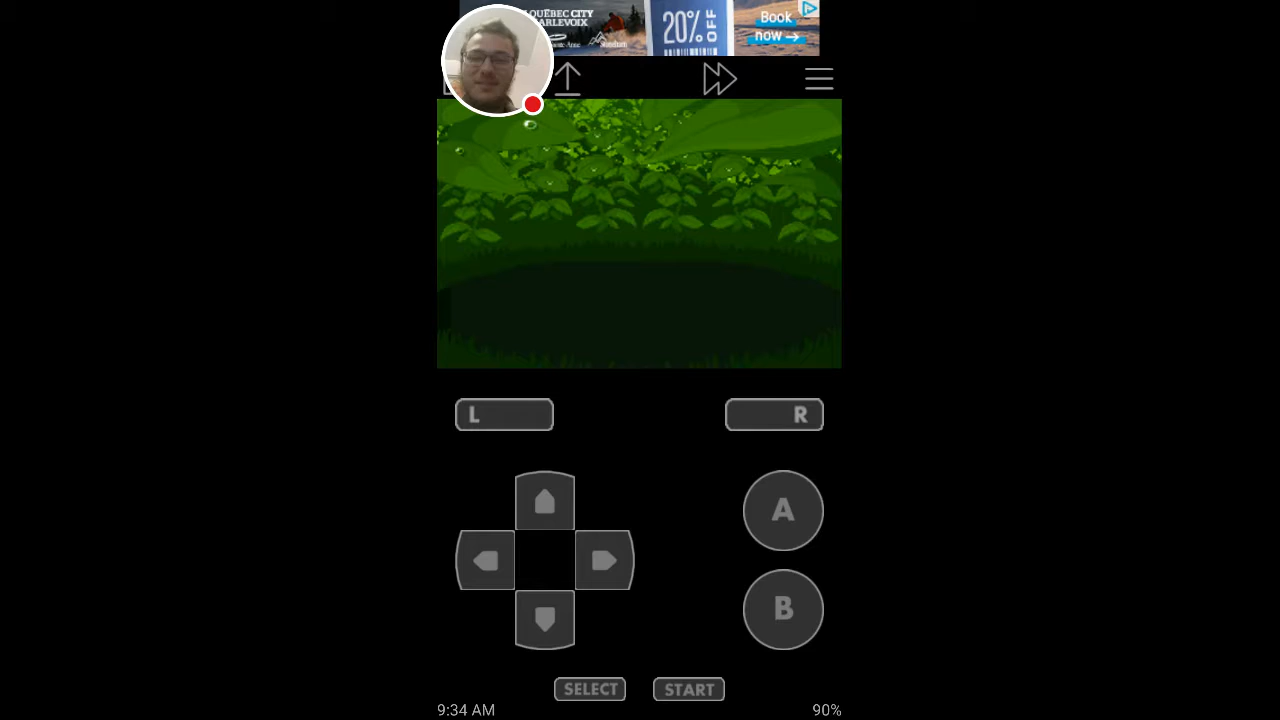 QUÉBEC CITY
20% OFF
Book
now →
L
R
A
B
SELECT
START
9:34 AM
90%